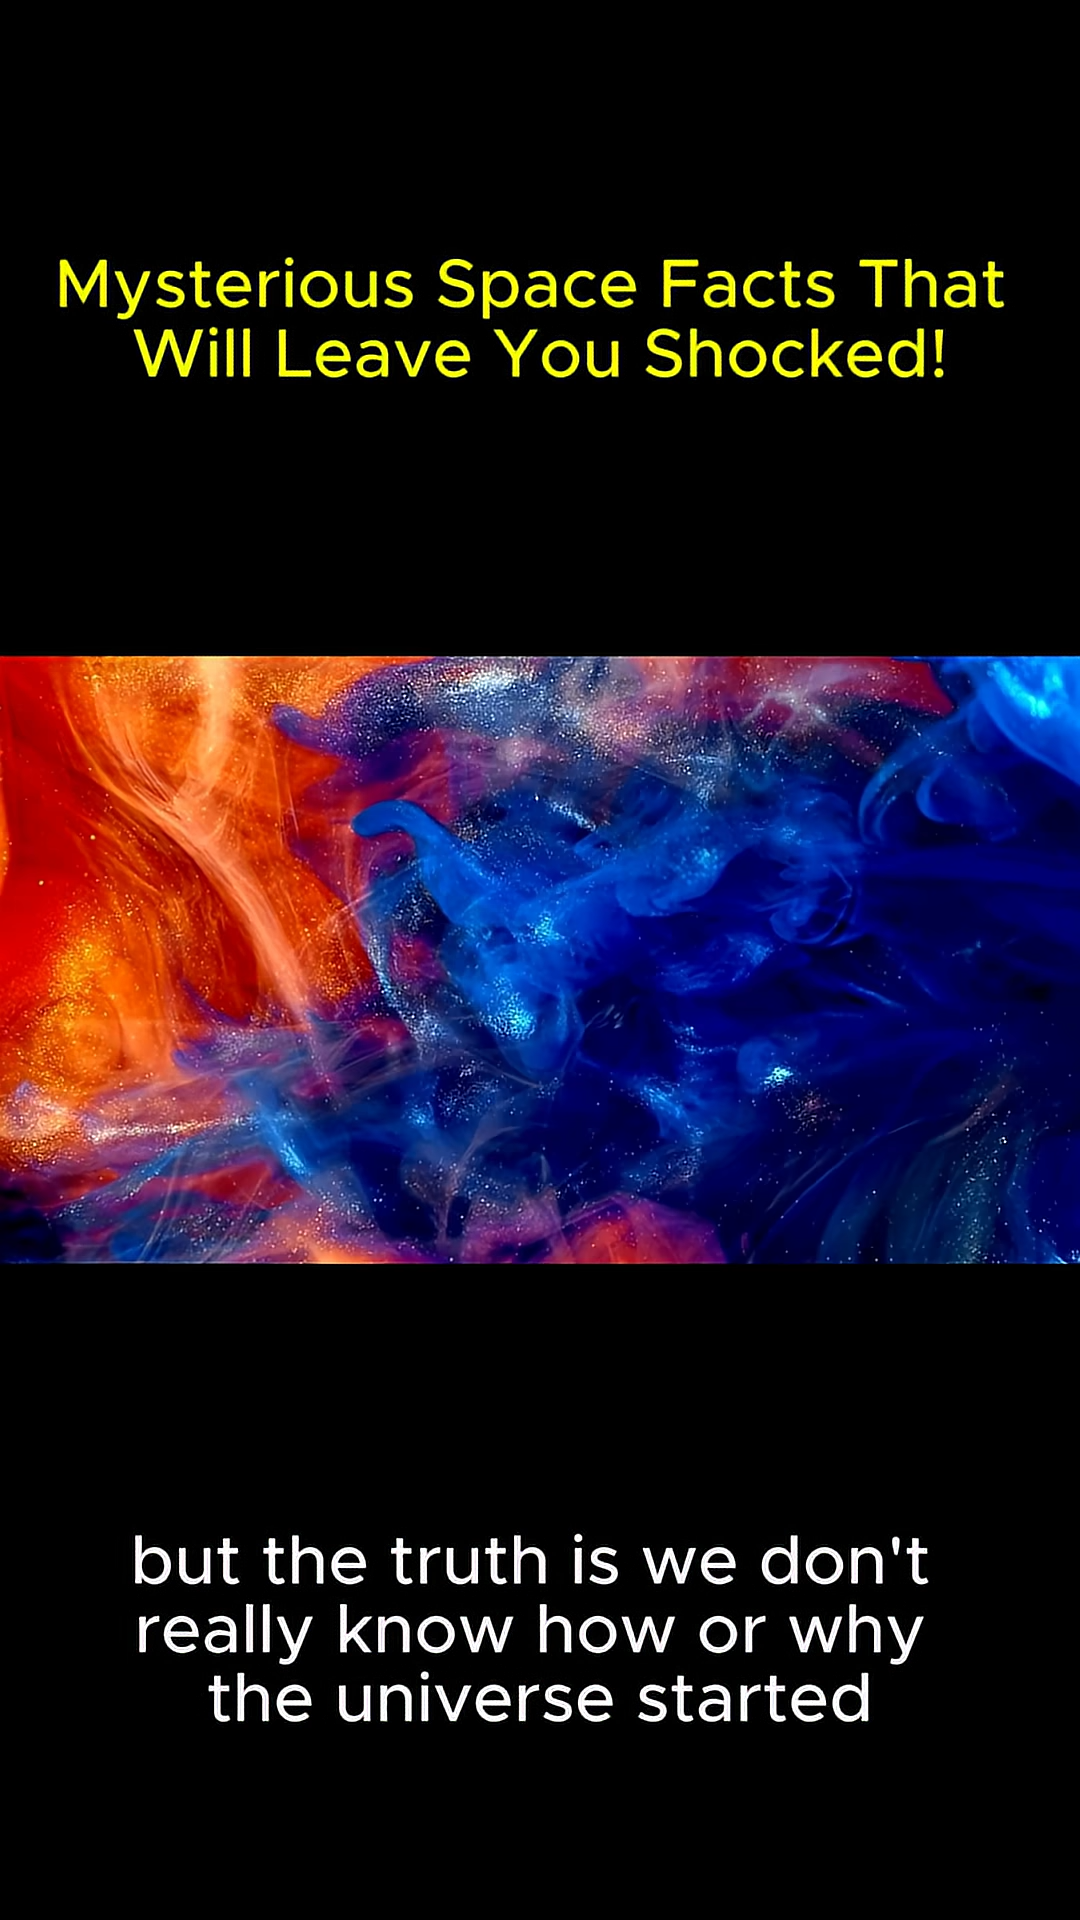 Mysterious Space Facts That
Will Leave You Shocked!
but the truth is we don't
really know how or why
the universe started